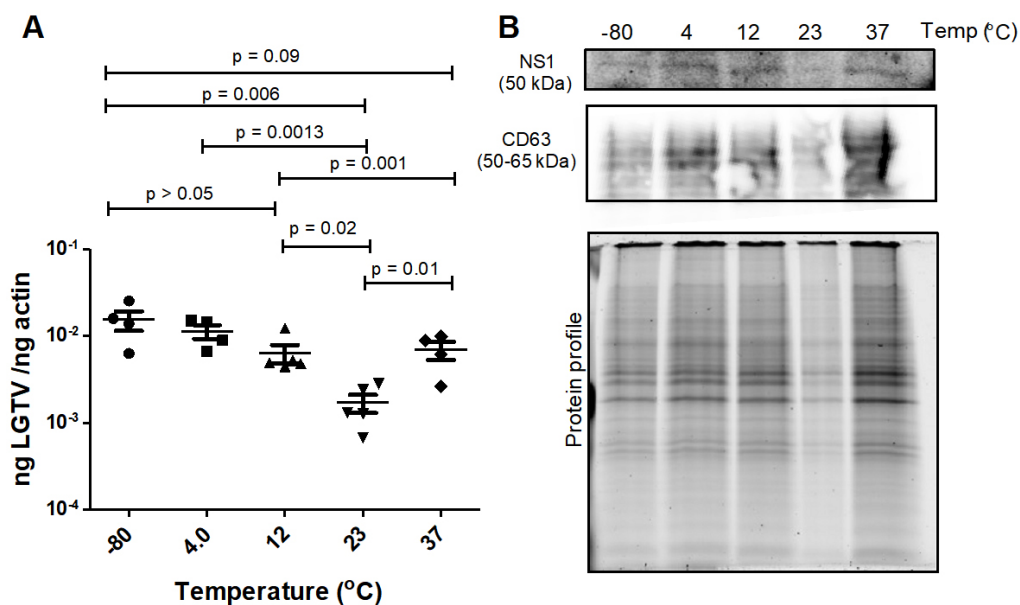 A
p = 0.09
p = 0.006
p = 0.0013
p = 0.001
p > 0.05
p = 0.02
p = 0.01
ng LGTV /ng actin
10-1
10-2
10-3
10-4
-80
4.0
12
23
37
Temperature (oC)
B
-80 4 12 23 37 Temp (oC)
NS1
(50 kDa)
CD63
(50-65 kDa)
Protein profile